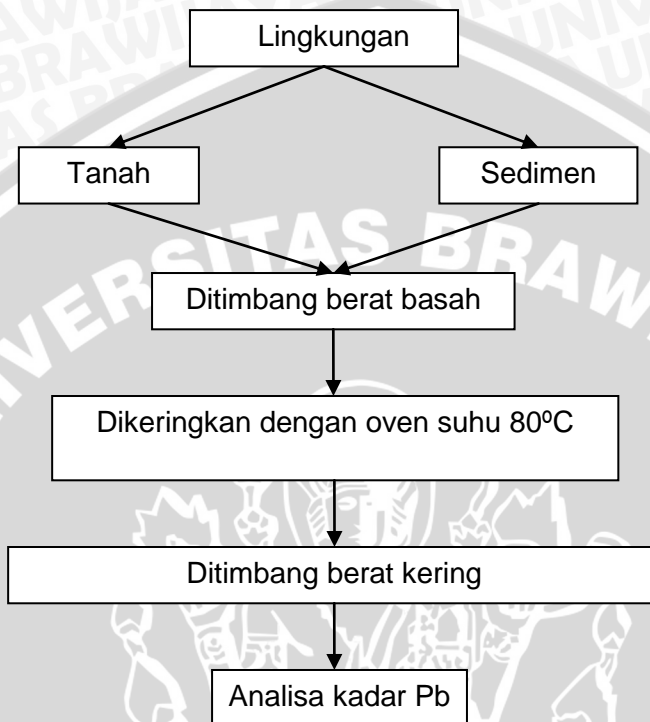 Lingkungan
Tanah
Sedimen
Ditimbang berat basah
Dikeringkan dengan oven suhu 80ºC
Ditimbang berat kering
Analisa kadar Pb